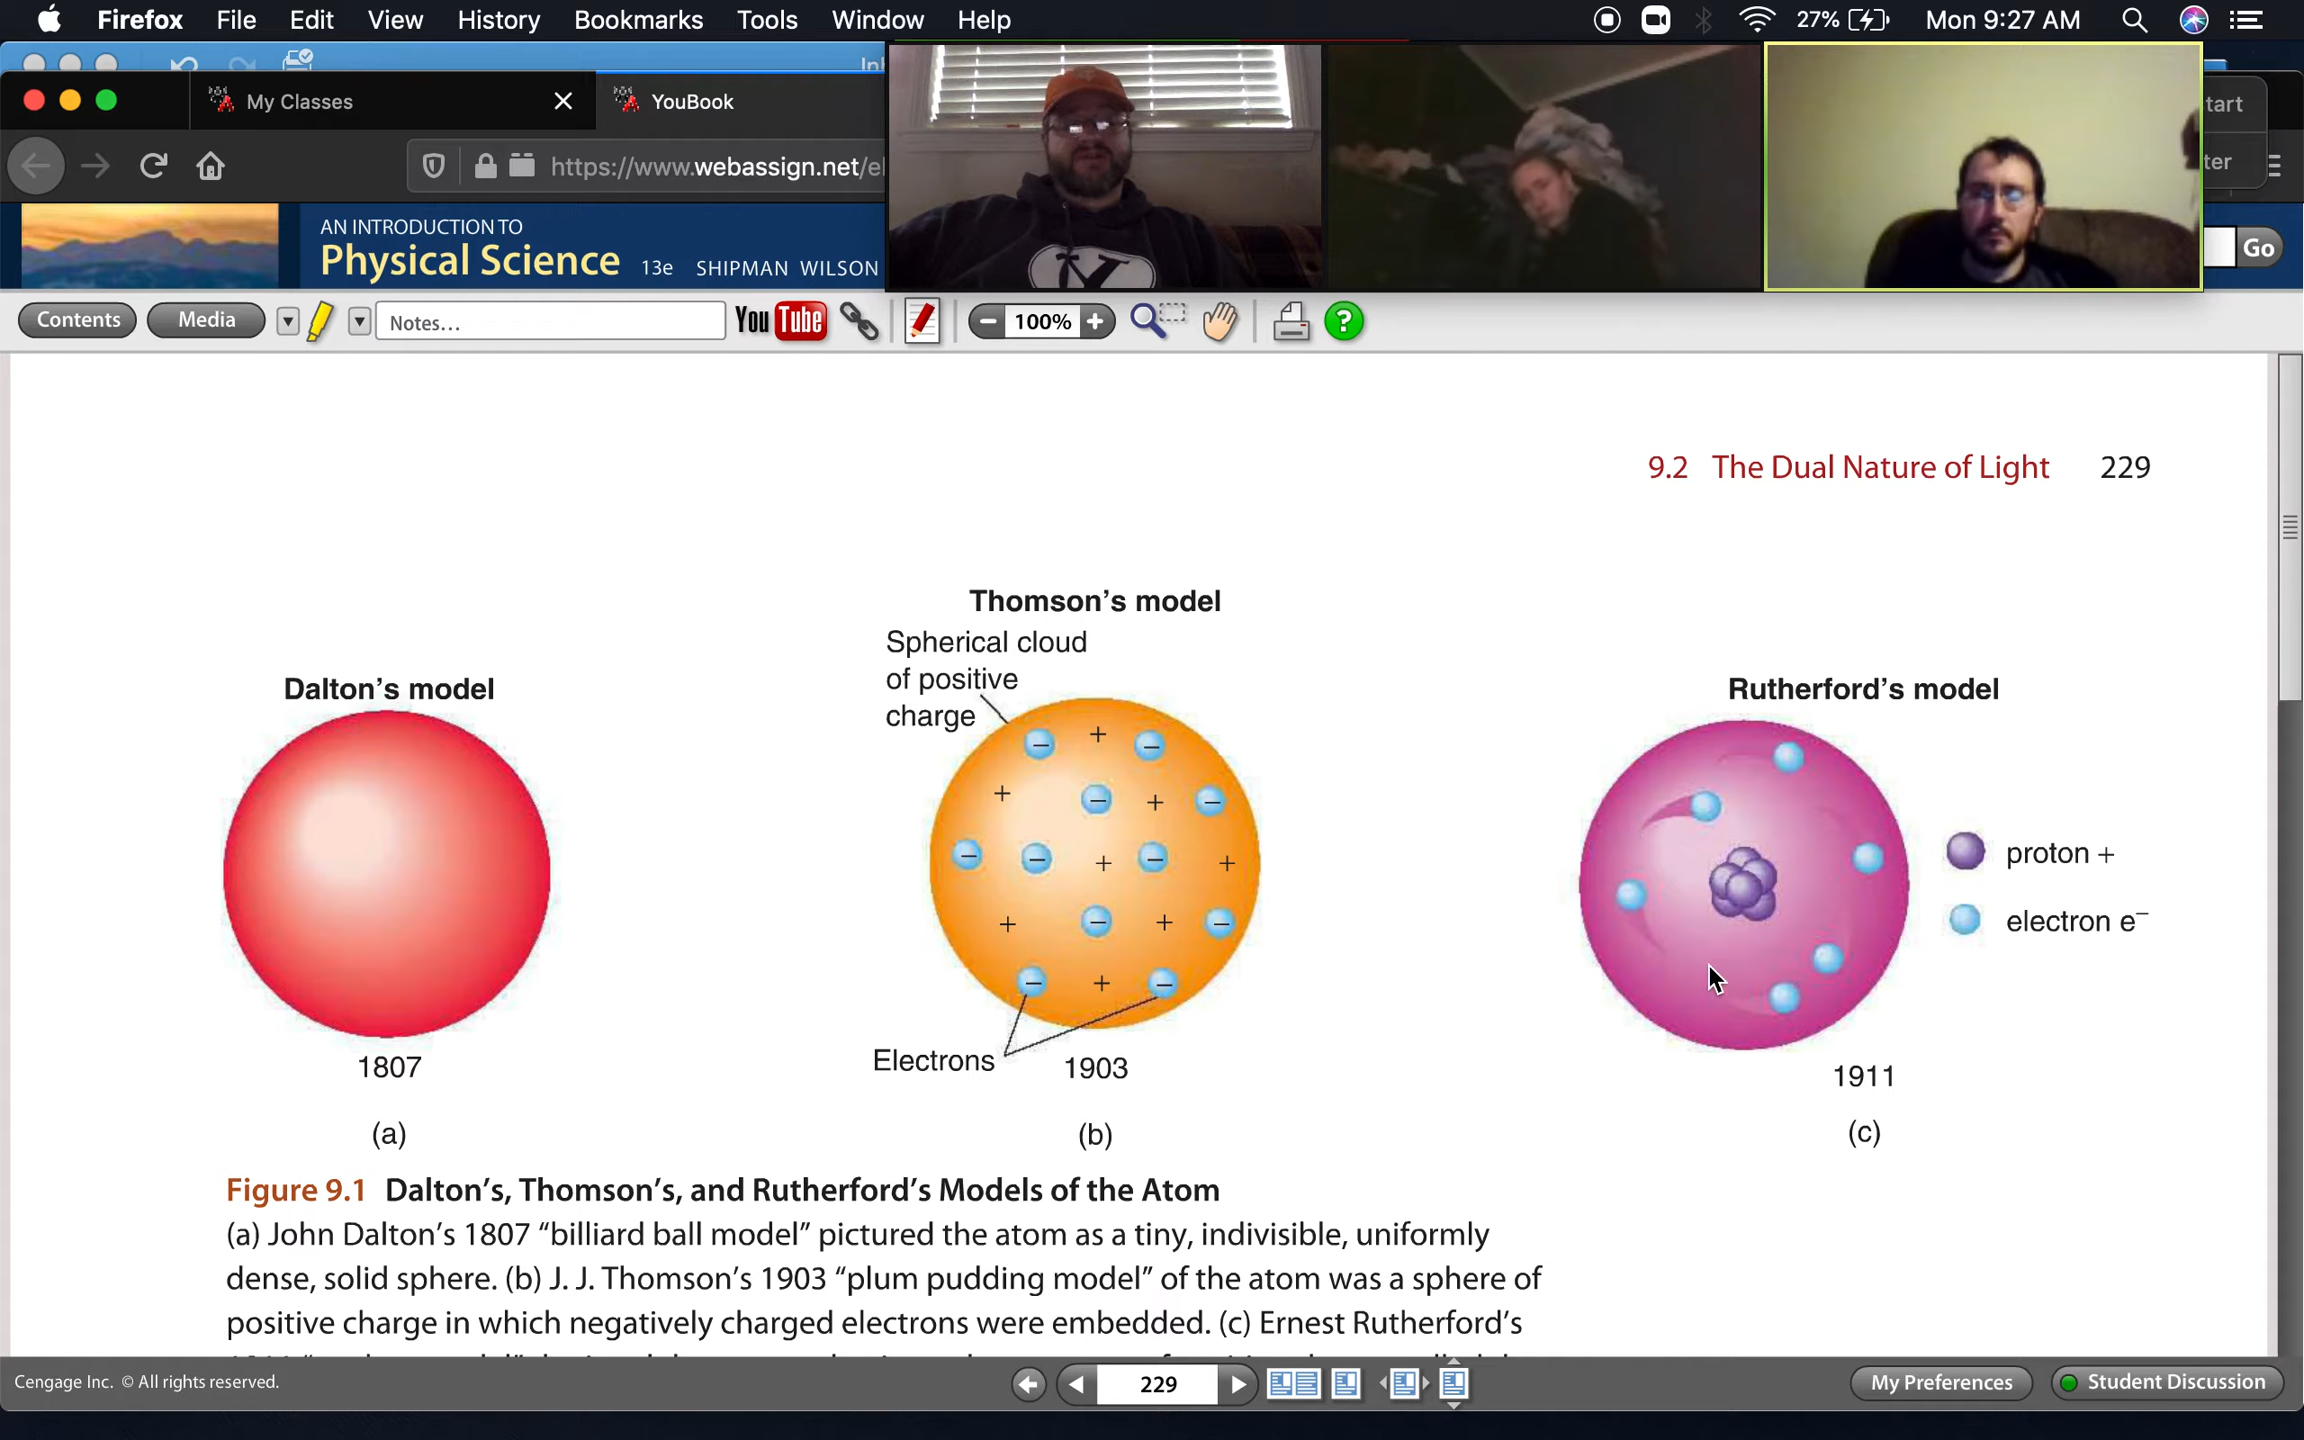 Firefox File Edit View History Bookmarks Tools Window Help 27% Mon 9:27 AM
My Classes YouBook tart
https://www.webassign.net/el ter
AN INTRODUCTION TO
Physical Science 13e SHIPMAN WILSON Go
Contents Media Notes... YouTube 100% ?
9.2 The Dual Nature of Light 229
Thomson’s model
Spherical cloud
of positive
charge
Dalton’s model
Rutherford’s model
proton +
electron e⁻
Electrons
1807
1903
1911
(a)
(b)
(c)
Figure 9.1 Dalton’s, Thomson’s, and Rutherford’s Models of the Atom
(a) John Dalton’s 1807 “billiard ball model” pictured the atom as a tiny, indivisible, uniformly
dense, solid sphere. (b) J. J. Thomson’s 1903 “plum pudding model” of the atom was a sphere of
positive charge in which negatively charged electrons were embedded. (c) Ernest Rutherford’s
Cengage Inc. © All rights reserved. 229 My Preferences Student Discussion